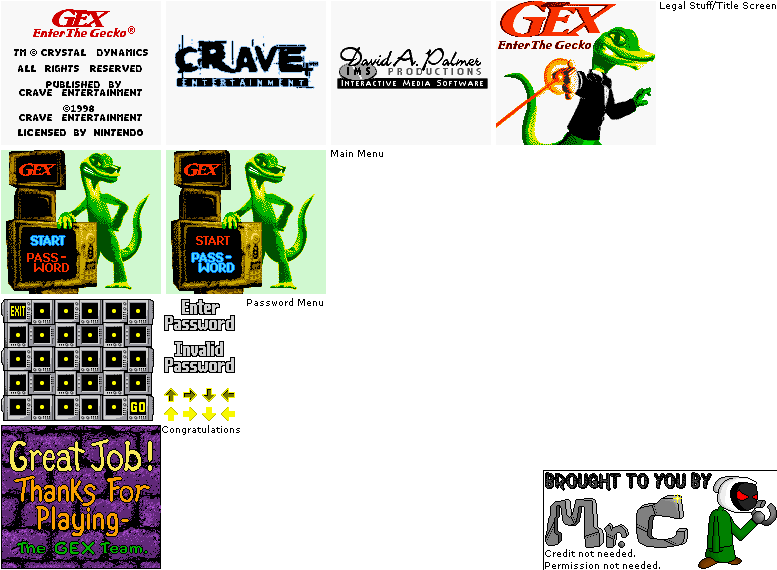 GEX
Enter The Gecko®
TM © CRYSTAL DYNAMICS
ALL RIGHTS RESERVED
PUBLISHED BY
CRAVE ENTERTAINMENT
©1998
CRAVE ENTERTAINMENT
LICENSED BY NINTENDO
CRAVE
ENTERTAINMENT
David A. Palmer
IMS PRODUCTIONS
INTERACTIVE MEDIA SOFTWARE
GEX
Enter The Gecko
Legal Stuff/Title Screen
GEX
START
PASS-
WORD
GEX
START
PASS-
WORD
Main Menu
EXIT
GO
Enter
Password
Invalid
Password
Password Menu
Great Job!
Thanks For
Playing-
The GEX Team.
Congratulations
BROUGHT TO YOU BY
Mr. C
Credit not needed.
Permission not needed.